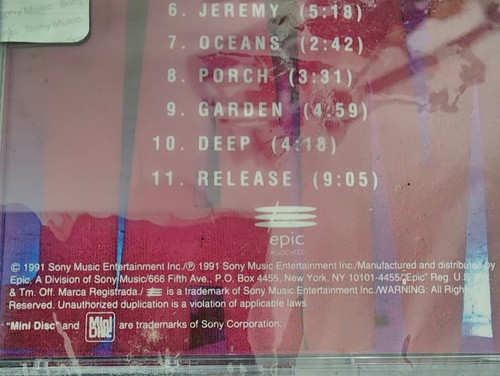 Sony Music
6. JEREMY (5:18)
7. OCEANS (2:42)
8. PORCH (3:31)
9. GARDEN (4:59)
10. DEEP (4:18)
11. RELEASE (9:05)
epic
© 1991 Sony Music Entertainment Inc./℗ 1991 Sony Music Entertainment Inc./Manufactured and distributed by
Epic, A Division of Sony Music/666 Fifth Ave., P.O. Box 4455, New York, NY 10101-4455/"Epic" Reg. U.S.
& Tm. Off. Marca Registrada./ is a trademark of Sony Music Entertainment Inc./WARNING: All Rights
Reserved. Unauthorized duplication is a violation of applicable laws.
"Mini Disc" and Mini Disc are trademarks of Sony Corporation.